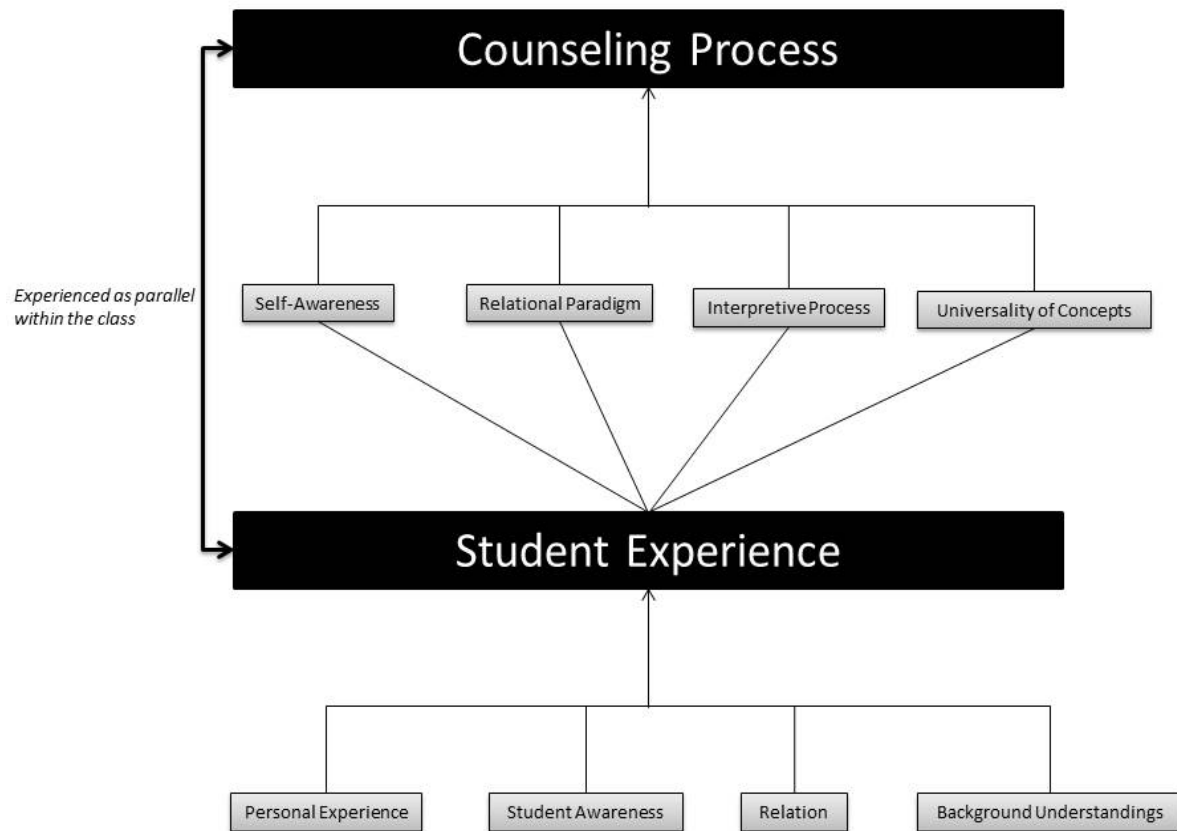 Counseling Process
Experienced as parallel
within the class
Self-Awareness
Relational Paradigm
Interpretive Process
Universality of Concepts
Student Experience
Personal Experience
Student Awareness
Relation
Background Understandings